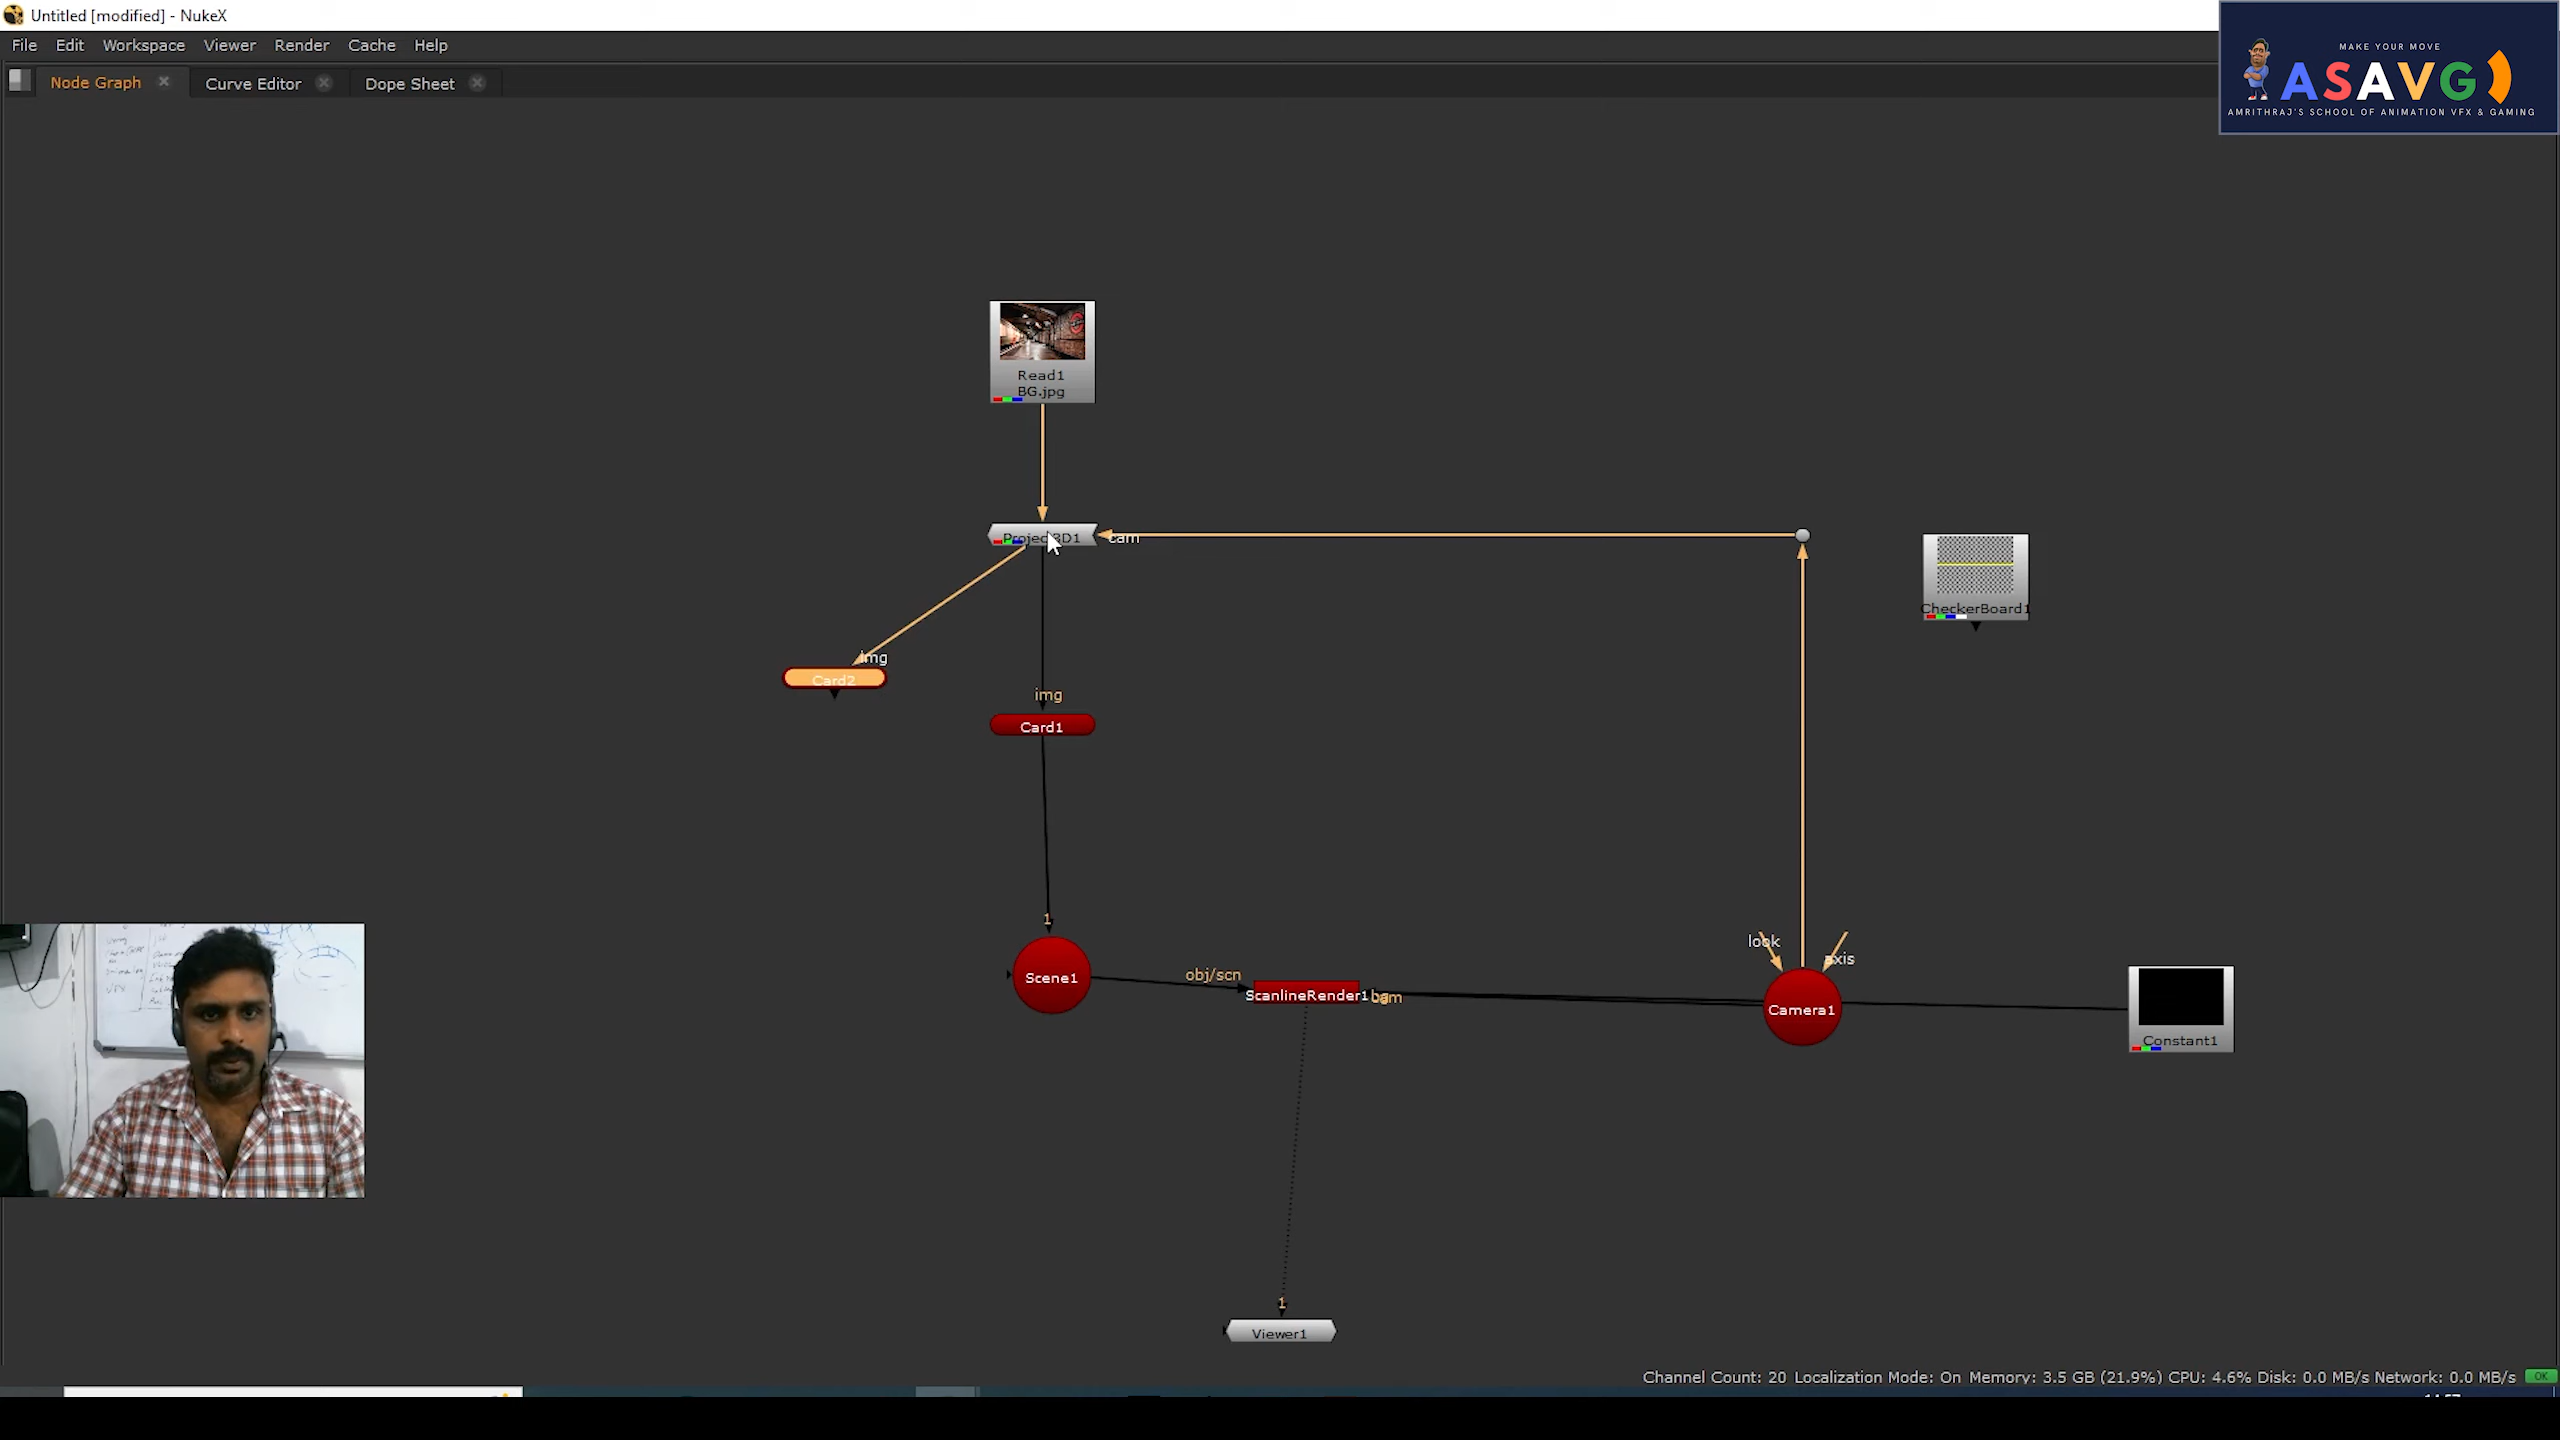 Untitled [modified] - NukeX
MAKE YOUR MOVE
ASAVG
AMRITHRAJ'S SCHOOL OF ANIMATION VFX & GAMING
File Edit Workspace Viewer Render Cache Help
Node Graph Curve Editor Dope Sheet
Read1
BG.jpg
cam
CheckerBoard1
img
Card2
img
Card1
1
look
axis
Scene1
obj/scn
ScanlineRender1
Camera1
Constant1
1
Viewer1
Channel Count: 20 Localization Mode: On Memory: 3.5 GB (21.9%) CPU: 4.6% Disk: 0.0 MB/s Network: 0.0 MB/s OK